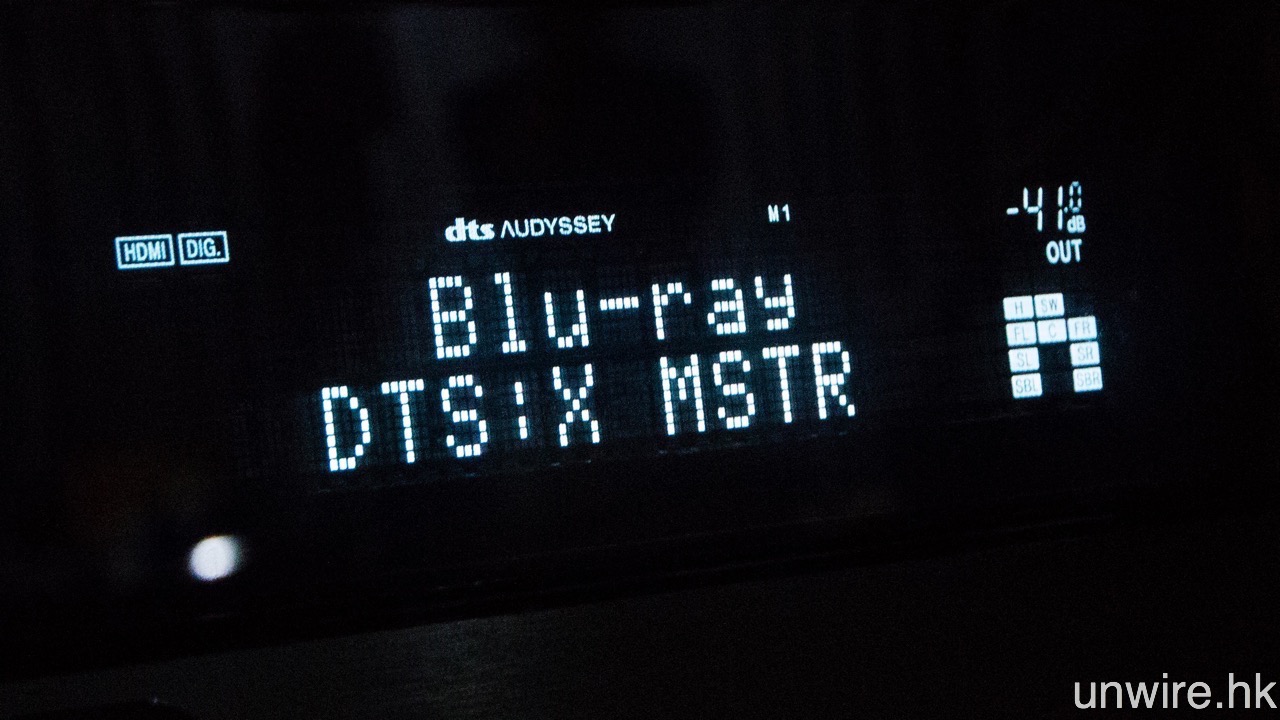 HDMI DIG.
dts AUDYSSEY
M1
-41.0 dB
OUT
Blu-ray
DTS:X MSTR
H SW
FL C FR
SL SR
SBL SBR
unwire.hk